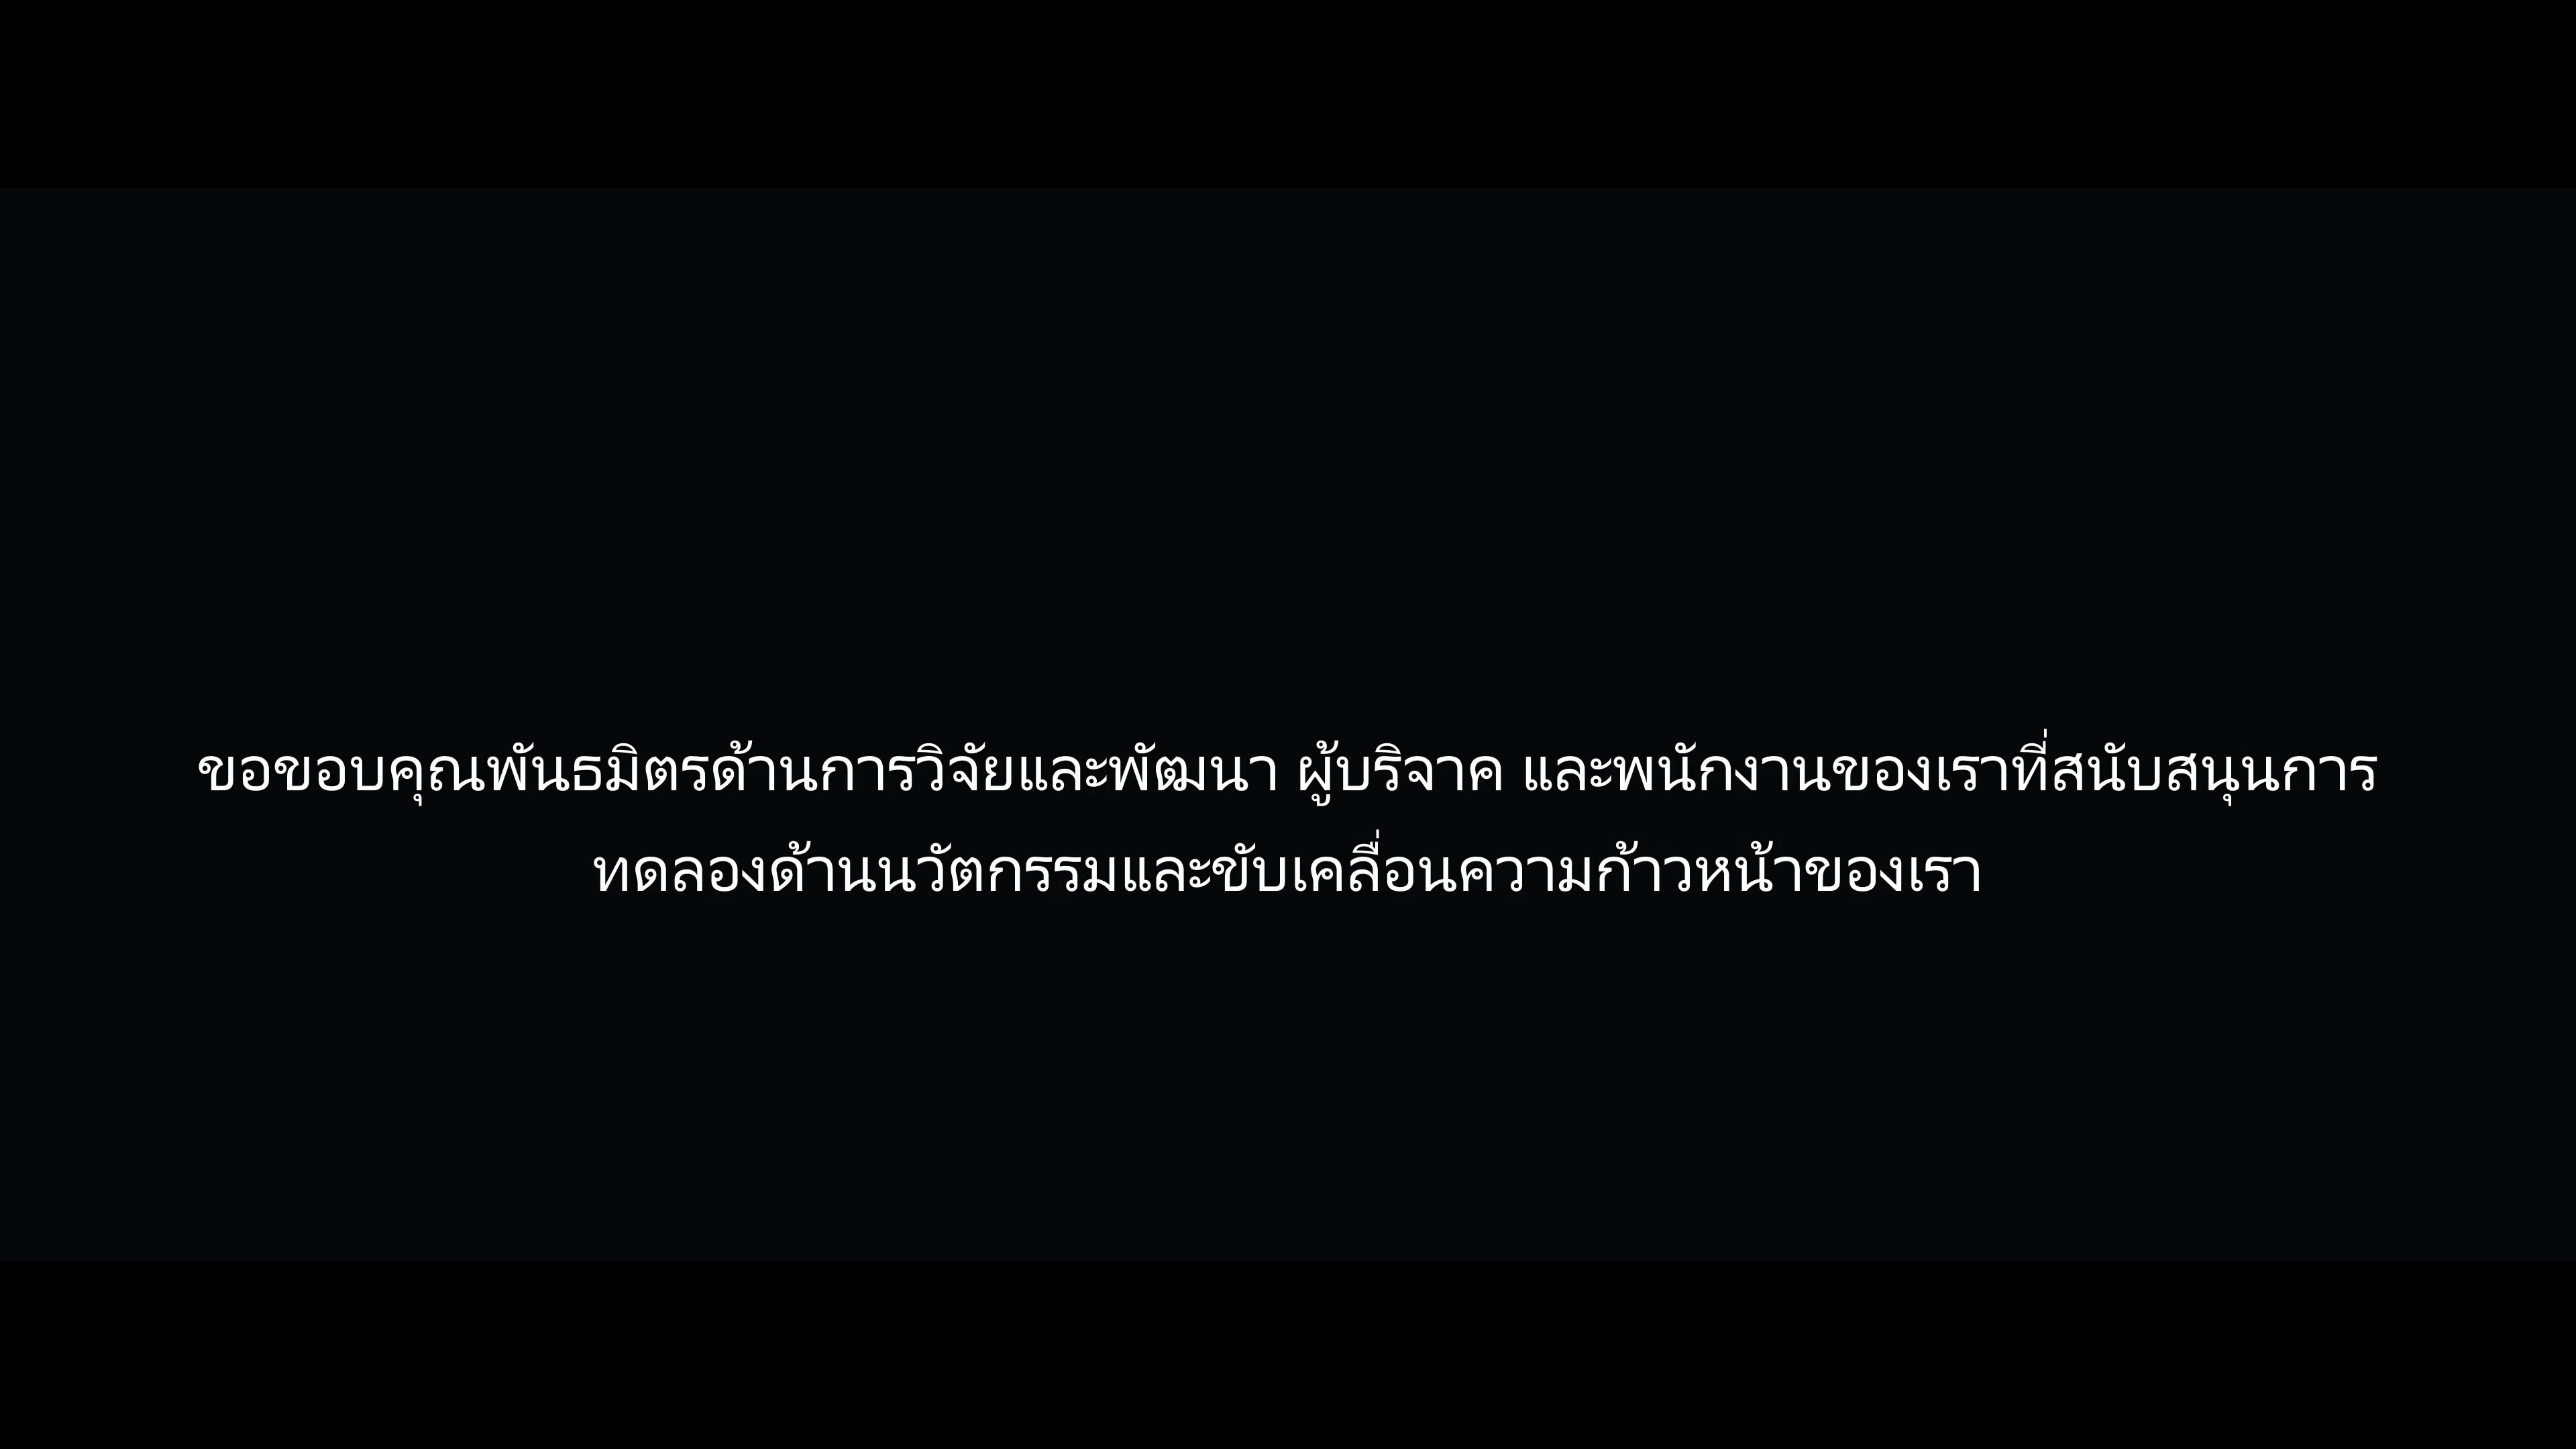 ขอขอบคุณพันธมิตรด้านการวิจัยและพัฒนา ผู้บริจาค และพนักงานของเราที่สนับสนุนการ
ทดลองด้านนวัตกรรมและขับเคลื่อนความก้าวหน้าของเรา